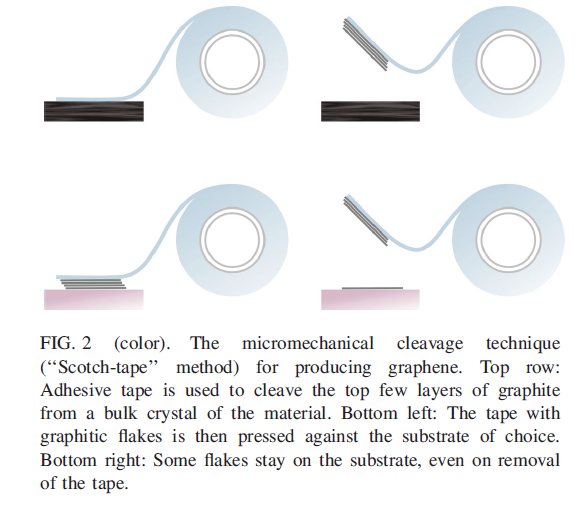 FIG. 2 (color). The micromechanical cleavage technique
(‘‘Scotch-tape’’ method) for producing graphene. Top row:
Adhesive tape is used to cleave the top few layers of graphite
from a bulk crystal of the material. Bottom left: The tape with
graphitic flakes is then pressed against the substrate of choice.
Bottom right: Some flakes stay on the substrate, even on removal
of the tape.